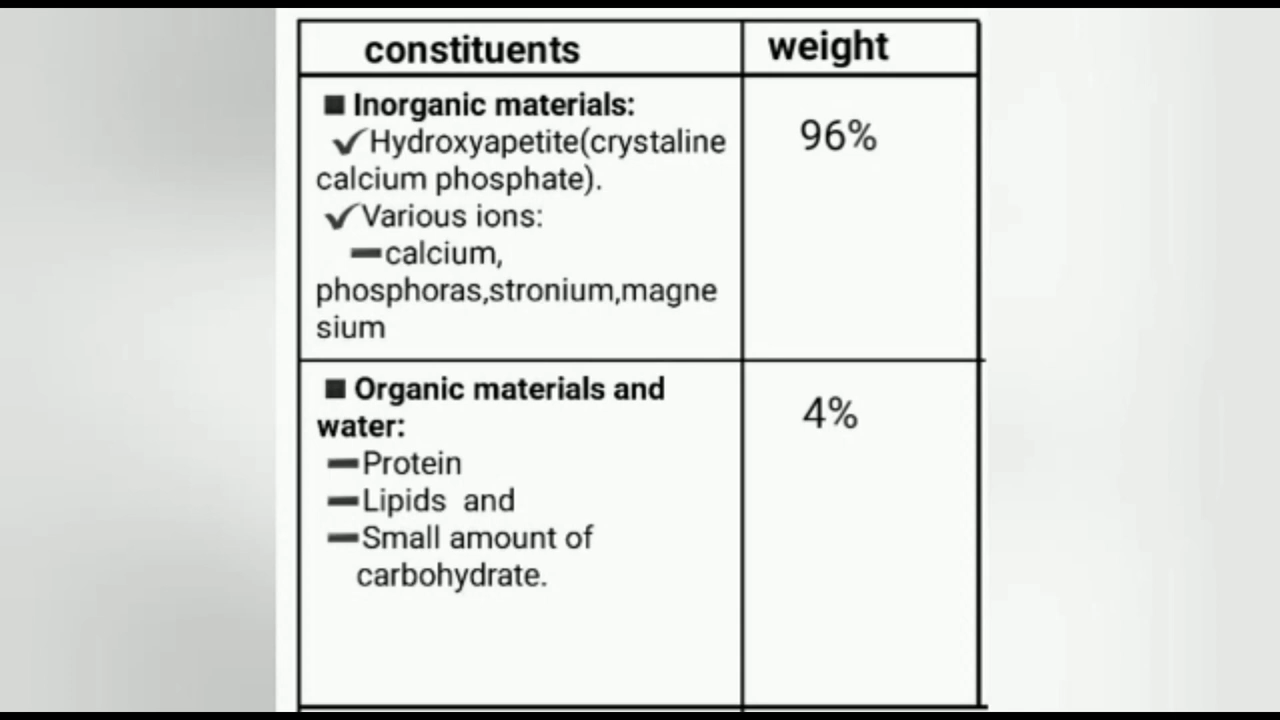 constituents weight
■ Inorganic materials: 96%
✓Hydroxyapetite(crystaline
calcium phosphate).
✓Various ions:
—calcium,
phosphoras,stronium,magne
sium
■ Organic materials and 4%
water:
—Protein
—Lipids and
—Small amount of
carbohydrate.